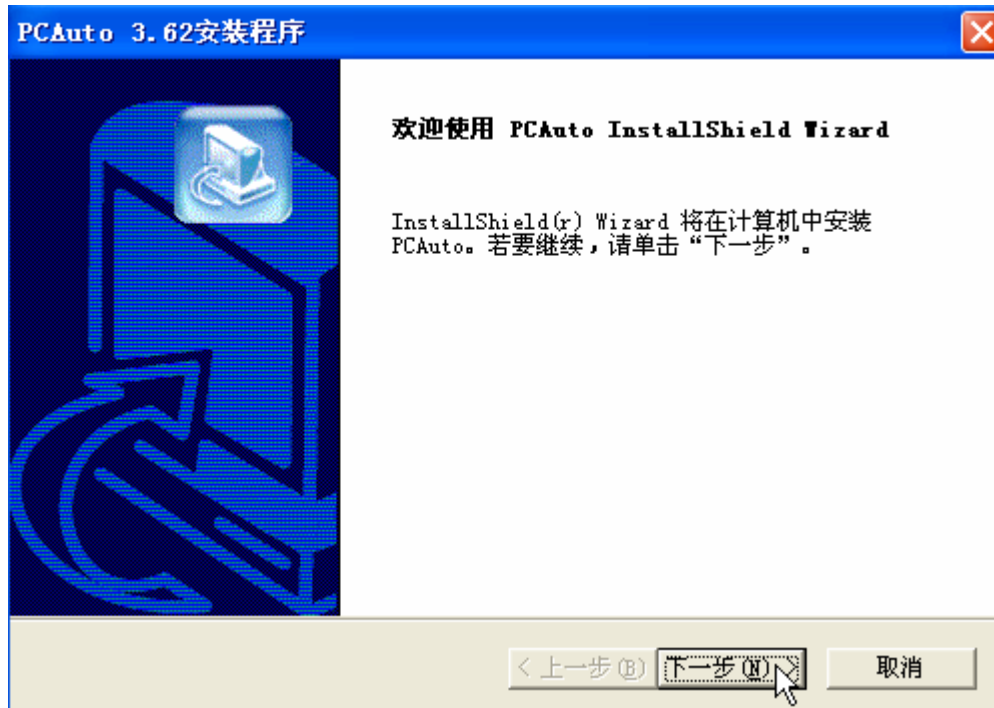 PCAuto 3.62安装程序
欢迎使用 PCAuto InstallShield Wizard
InstallShield(r) Wizard 将在计算机中安装
PCAuto。若要继续，请单击“下一步”。
< 上一步(B)
下一步(N) >
取消